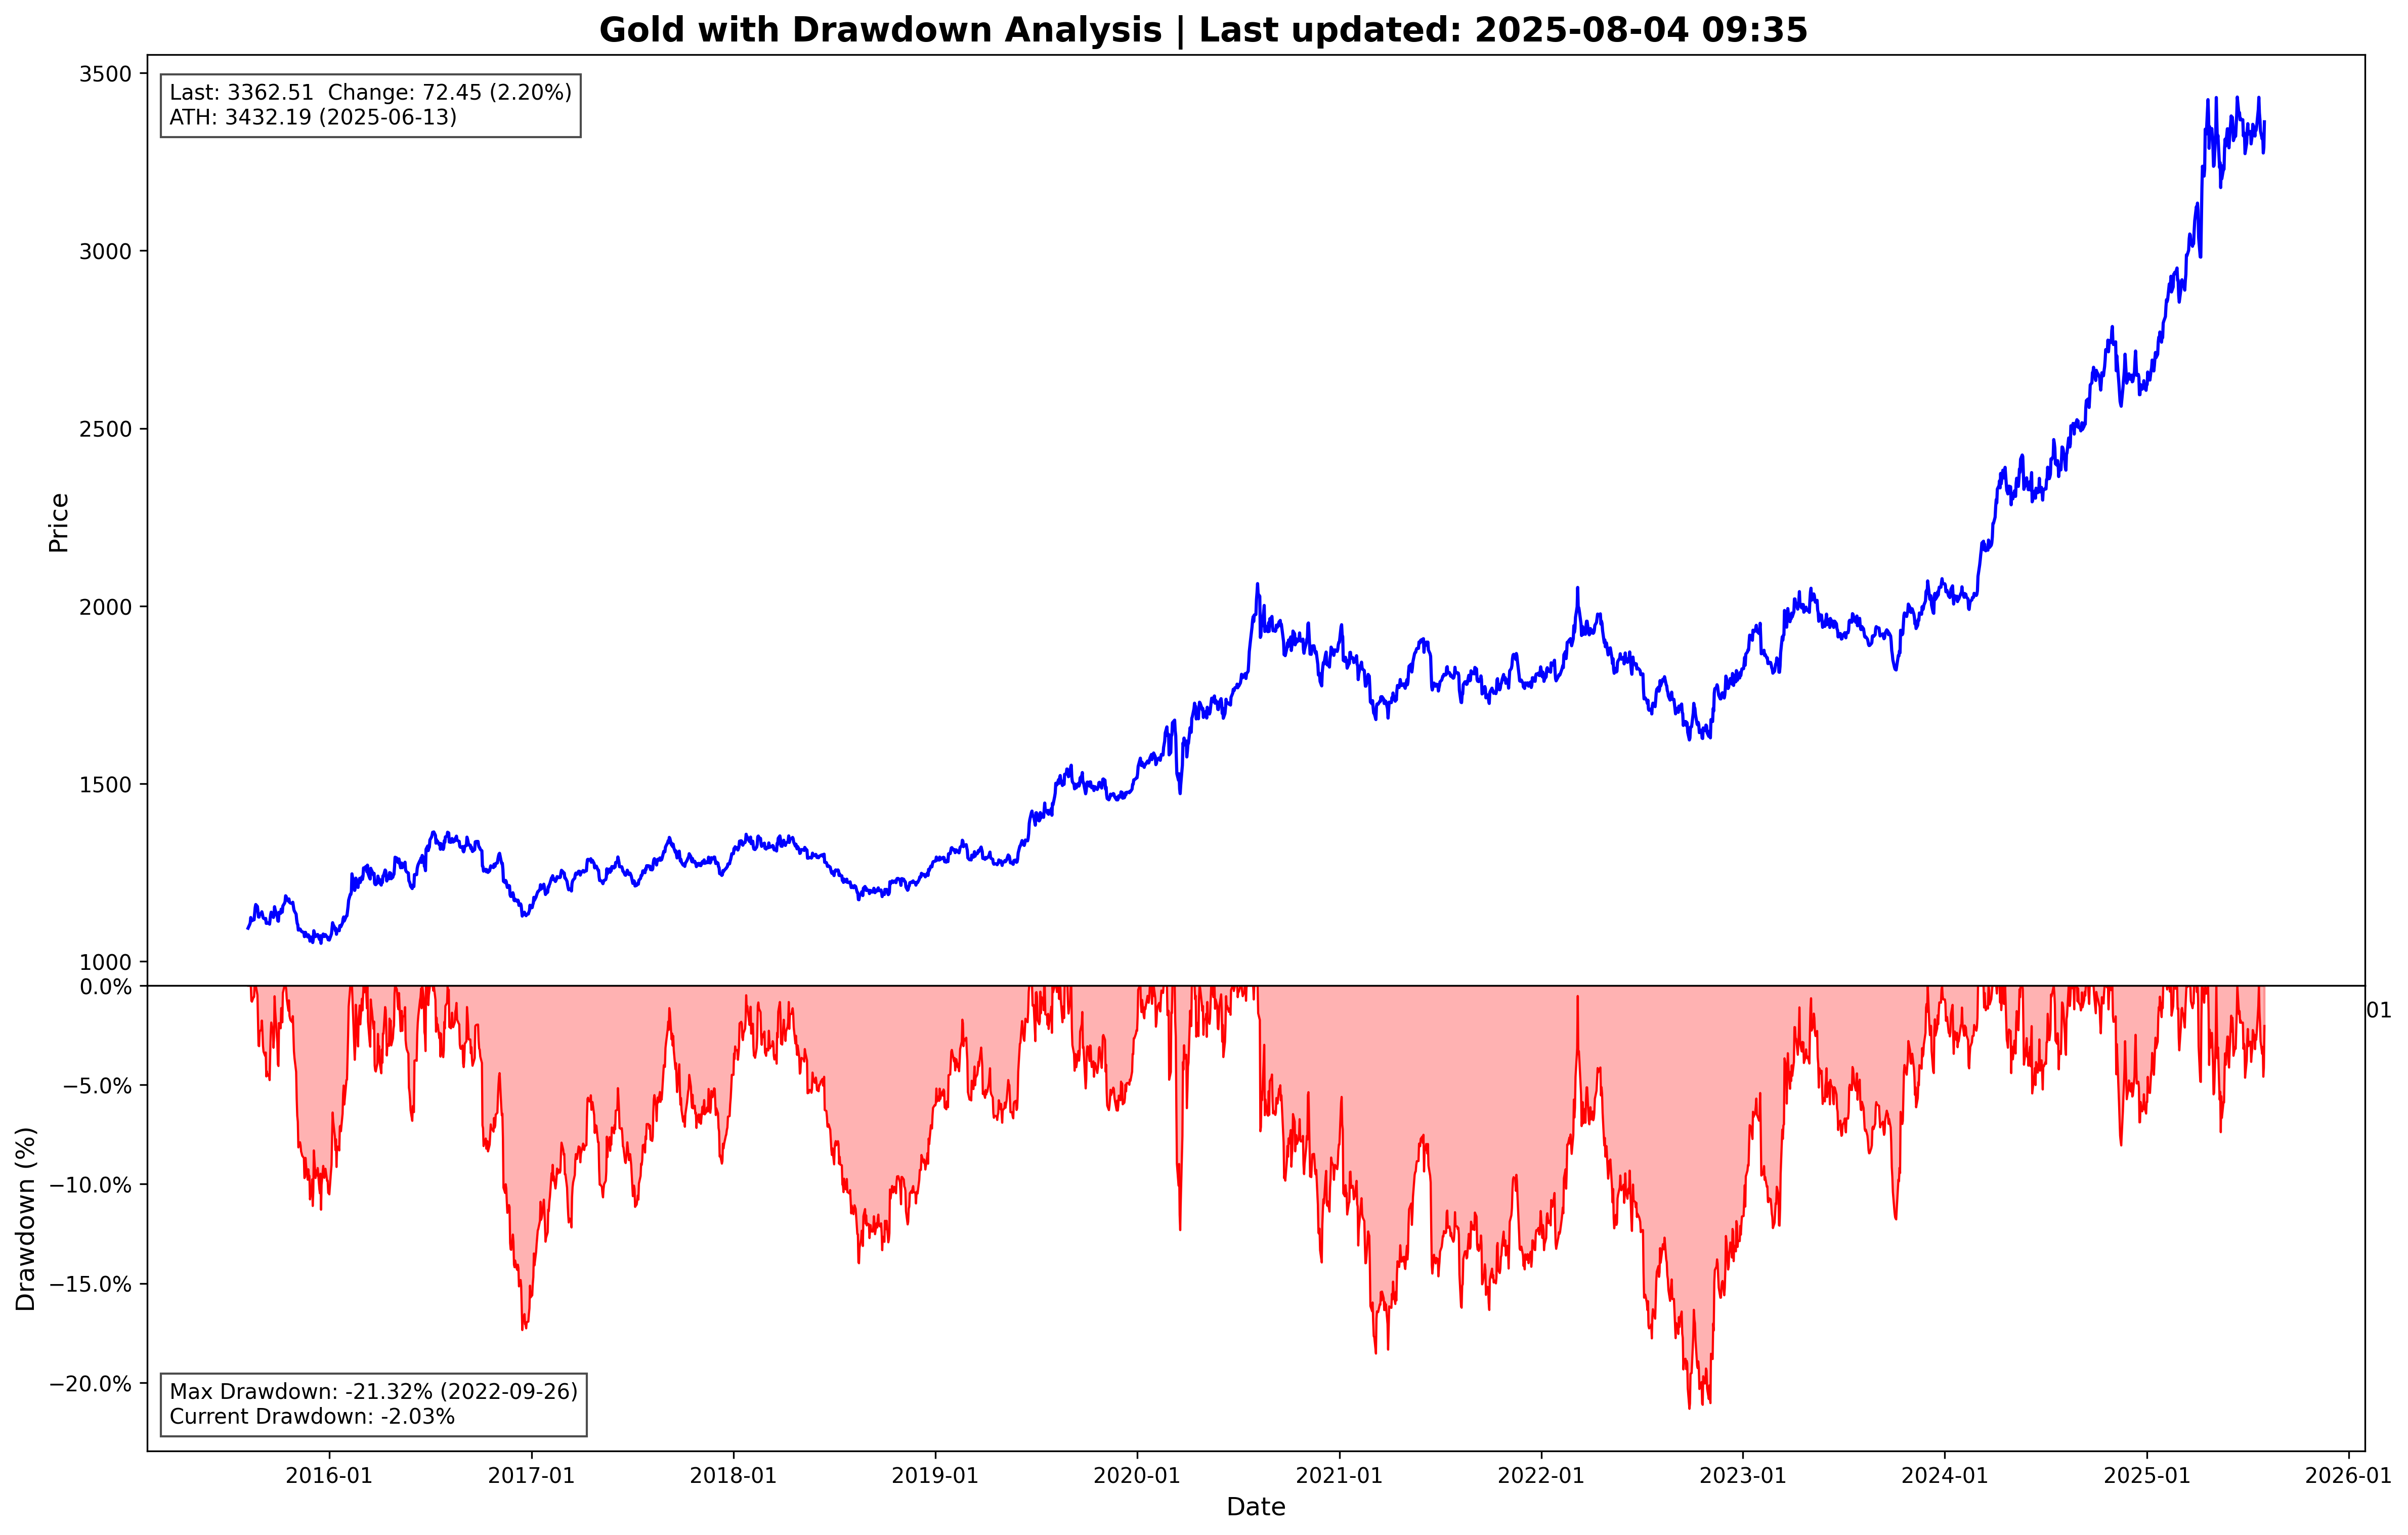 Gold with Drawdown Analysis | Last updated: 2025-08-04 09:35
Last: 3362.51  Change: 72.45 (2.20%)
ATH: 3432.19 (2025-06-13)
3500
3000
2500
2000
1500
1000
Price
0.0%
−5.0%
−10.0%
−15.0%
−20.0%
Drawdown (%)
01
Max Drawdown: -21.32% (2022-09-26)
Current Drawdown: -2.03%
2016-01 2017-01 2018-01 2019-01 2020-01 2021-01 2022-01 2023-01 2024-01 2025-01 2026-01
Date